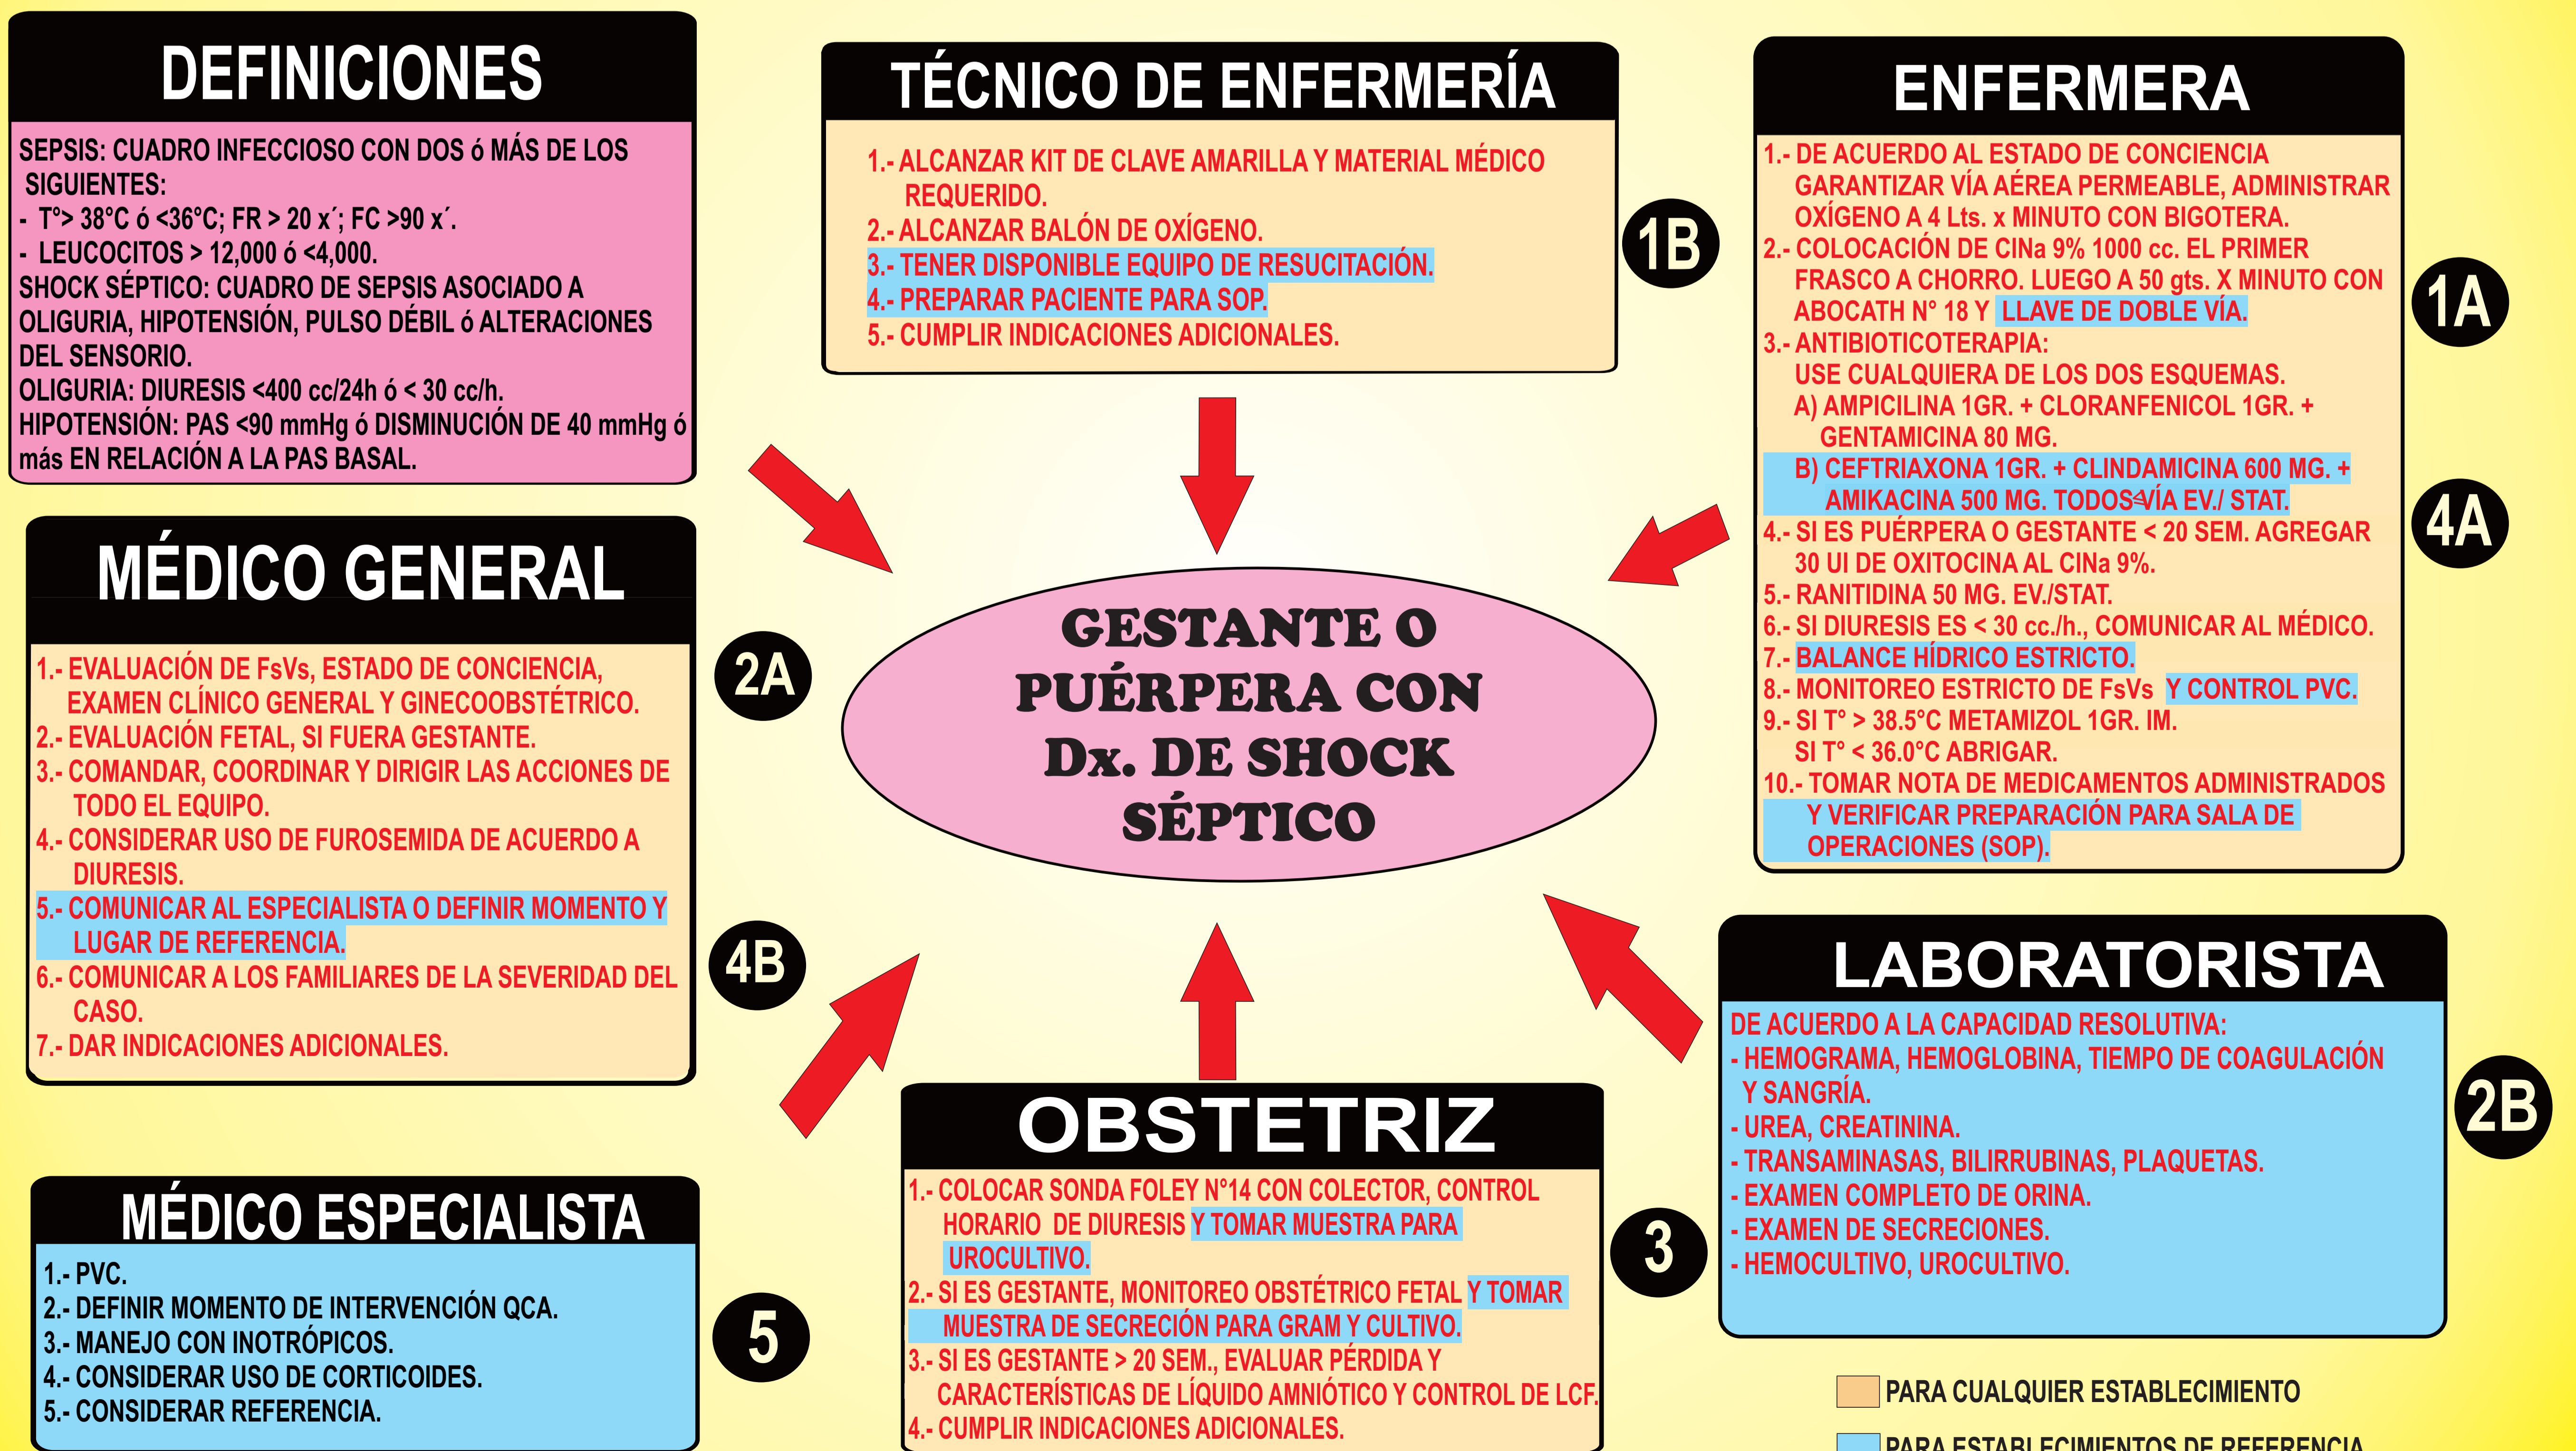 DEFINICIONES
SEPSIS: CUADRO INFECCIOSO CON DOS ó MÁS DE LOS
SIGUIENTES:
- T°> 38°C ó <36°C; FR > 20 x´; FC >90 x´.
- LEUCOCITOS > 12,000 ó <4,000.
SHOCK SÉPTICO: CUADRO DE SEPSIS ASOCIADO A
OLIGURIA, HIPOTENSIÓN, PULSO DÉBIL ó ALTERACIONES
DEL SENSORIO.
OLIGURIA: DIURESIS <400 cc/24h ó < 30 cc/h.
HIPOTENSIÓN: PAS <90 mmHg ó DISMINUCIÓN DE 40 mmHg ó
más EN RELACIÓN A LA PAS BASAL.
TÉCNICO DE ENFERMERÍA
1.- ALCANZAR KIT DE CLAVE AMARILLA Y MATERIAL MÉDICO
REQUERIDO.
2.- ALCANZAR BALÓN DE OXÍGENO.
3.- TENER DISPONIBLE EQUIPO DE RESUCITACIÓN.
4.- PREPARAR PACIENTE PARA SOP.
5.- CUMPLIR INDICACIONES ADICIONALES.
1B
ENFERMERA
1.- DE ACUERDO AL ESTADO DE CONCIENCIA
GARANTIZAR VÍA AÉREA PERMEABLE, ADMINISTRAR
OXÍGENO A 4 Lts. x MINUTO CON BIGOTERA.
2.- COLOCACIÓN DE ClNa 9% 1000 cc. EL PRIMER
FRASCO A CHORRO. LUEGO A 50 gts. X MINUTO CON
ABOCATH N° 18 Y LLAVE DE DOBLE VÍA.
3.- ANTIBIOTICOTERAPIA:
USE CUALQUIERA DE LOS DOS ESQUEMAS.
A) AMPICILINA 1GR. + CLORANFENICOL 1GR. +
GENTAMICINA 80 MG.
B) CEFTRIAXONA 1GR. + CLINDAMICINA 600 MG. +
AMIKACINA 500 MG. TODOS VÍA EV./ STAT.
4.- SI ES PUÉRPERA O GESTANTE < 20 SEM. AGREGAR
30 UI DE OXITOCINA AL ClNa 9%.
5.- RANITIDINA 50 MG. EV./STAT.
6.- SI DIURESIS ES < 30 cc./h., COMUNICAR AL MÉDICO.
7.- BALANCE HÍDRICO ESTRICTO.
8.- MONITOREO ESTRICTO DE FsVs Y CONTROL PVC.
9.- SI T° > 38.5°C METAMIZOL 1GR. IM.
SI T° < 36.0°C ABRIGAR.
10.- TOMAR NOTA DE MEDICAMENTOS ADMINISTRADOS
Y VERIFICAR PREPARACIÓN PARA SALA DE
OPERACIONES (SOP).
1A
4A
MÉDICO GENERAL
1.- EVALUACIÓN DE FsVs, ESTADO DE CONCIENCIA,
EXAMEN CLÍNICO GENERAL Y GINECOOBSTÉTRICO.
2.- EVALUACIÓN FETAL, SI FUERA GESTANTE.
3.- COMANDAR, COORDINAR Y DIRIGIR LAS ACCIONES DE
TODO EL EQUIPO.
4.- CONSIDERAR USO DE FUROSEMIDA DE ACUERDO A
DIURESIS.
5.- COMUNICAR AL ESPECIALISTA O DEFINIR MOMENTO Y
LUGAR DE REFERENCIA.
6.- COMUNICAR A LOS FAMILIARES DE LA SEVERIDAD DEL
CASO.
7.- DAR INDICACIONES ADICIONALES.
2A
4B
GESTANTE O
PUÉRPERA CON
Dx. DE SHOCK
SÉPTICO
LABORATORISTA
DE ACUERDO A LA CAPACIDAD RESOLUTIVA:
- HEMOGRAMA, HEMOGLOBINA, TIEMPO DE COAGULACIÓN
Y SANGRÍA.
- UREA, CREATININA.
- TRANSAMINASAS, BILIRRUBINAS, PLAQUETAS.
- EXAMEN COMPLETO DE ORINA.
- EXAMEN DE SECRECIONES.
- HEMOCULTIVO, UROCULTIVO.
2B
MÉDICO ESPECIALISTA
1.- PVC.
2.- DEFINIR MOMENTO DE INTERVENCIÓN QCA.
3.- MANEJO CON INOTRÓPICOS.
4.- CONSIDERAR USO DE CORTICOIDES.
5.- CONSIDERAR REFERENCIA.
5
OBSTETRIZ
1.- COLOCAR SONDA FOLEY N°14 CON COLECTOR, CONTROL
HORARIO DE DIURESIS Y TOMAR MUESTRA PARA
UROCULTIVO.
2.- SI ES GESTANTE, MONITOREO OBSTÉTRICO FETAL Y TOMAR
MUESTRA DE SECRECIÓN PARA GRAM Y CULTIVO.
3.- SI ES GESTANTE > 20 SEM., EVALUAR PÉRDIDA Y
CARACTERÍSTICAS DE LÍQUIDO AMNIÓTICO Y CONTROL DE LCF.
4.- CUMPLIR INDICACIONES ADICIONALES.
3
PARA CUALQUIER ESTABLECIMIENTO
PARA ESTABLECIMIENTOS DE REFERENCIA